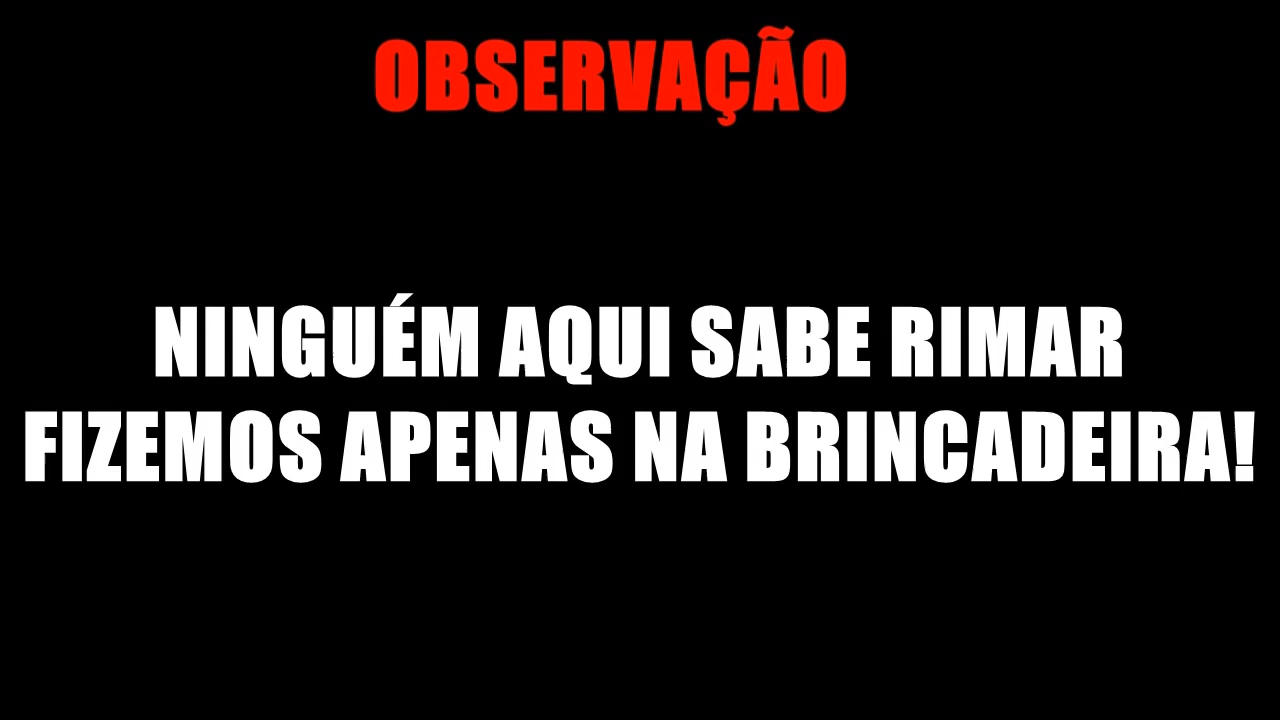 OBSERVAÇÃO
NINGUÉM AQUI SABE RIMAR
FIZEMOS APENAS NA BRINCADEIRA!